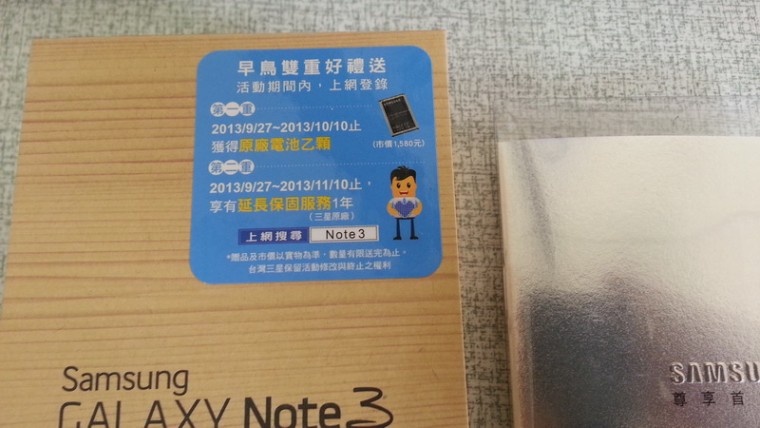 早鳥雙重好禮送
活動期間內，上網登錄
第一重
2013/9/27~2013/10/10止
獲得原廠電池乙顆
(市價1,580元)
第二重
2013/9/27~2013/11/10止，
享有延長保固服務1年
(三星原廠)
上網搜尋 Note3
*贈品及市價以實物為準，數量有限送完為止。
台灣三星保留活動修改與終止之權利
Samsung
GALAXY Note 3
SAMSU
尊享首